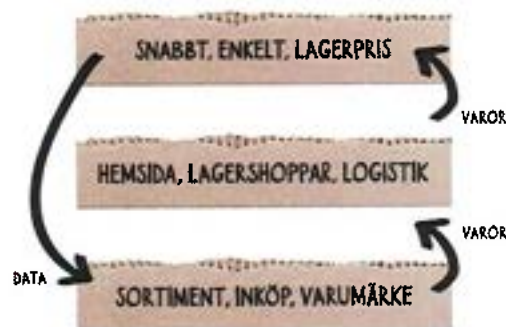 SNABBT, ENKELT, LAGERPRIS
VAROR
HEMSIDA, LAGERSHOPPAR, LOGISTIK
VAROR
DATA
SORTIMENT, INKÖP, VARUMÄRKE